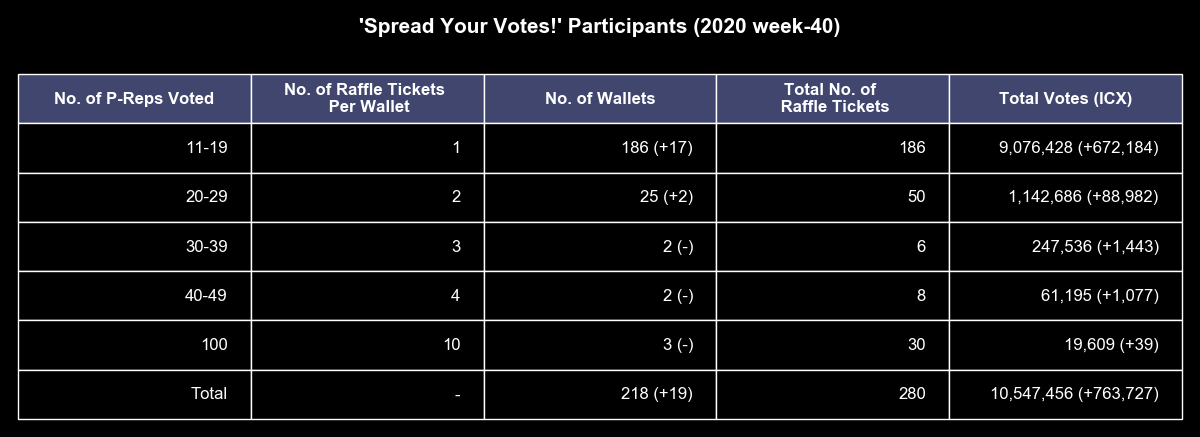 'Spread Your Votes!' Participants (2020 week-40)
No. of P-Reps Voted
No. of Raffle Tickets
Per Wallet
No. of Wallets
Total No. of
Raffle Tickets
Total Votes (ICX)
11-19 1 186 (+17) 186 9,076,428 (+672,184)
20-29 2 25 (+2) 50 1,142,686 (+88,982)
30-39 3 2 (-) 6 247,536 (+1,443)
40-49 4 2 (-) 8 61,195 (+1,077)
100 10 3 (-) 30 19,609 (+39)
Total - 218 (+19) 280 10,547,456 (+763,727)